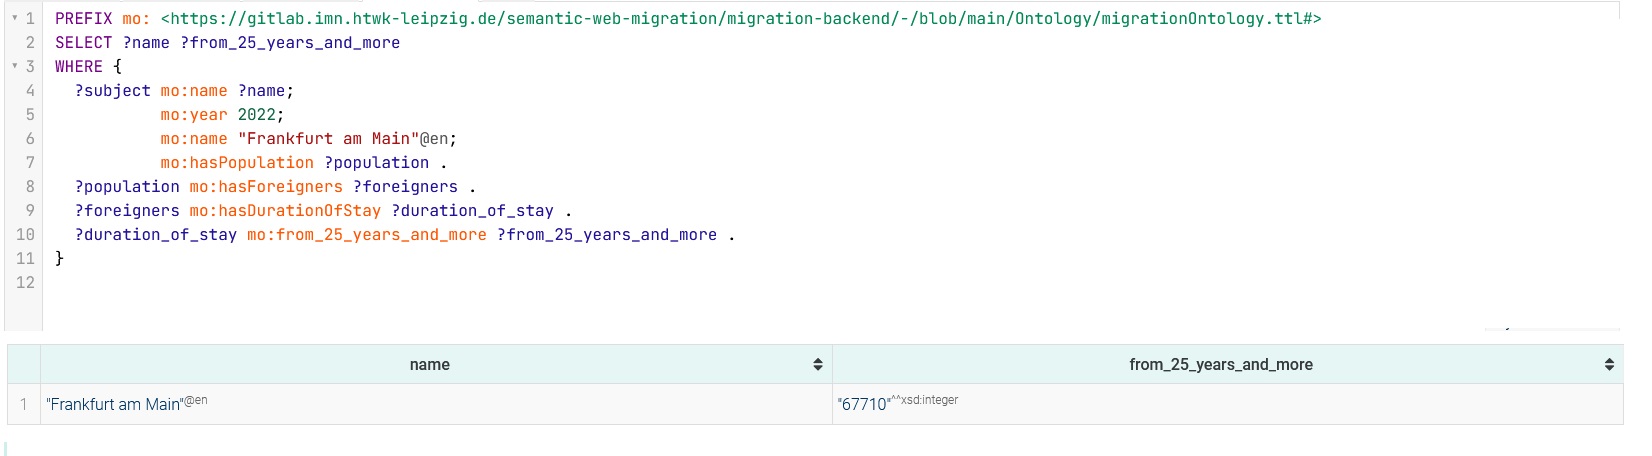 1 PREFIX mo: <https://gitlab.imn.htwk-leipzig.de/semantic-web-migration/migration-backend/-/blob/main/Ontology/migrationOntology.ttl#>
2 SELECT ?name ?from_25_years_and_more
3 WHERE {
4 ?subject mo:name ?name;
5 mo:year 2022;
6 mo:name "Frankfurt am Main"@en;
7 mo:hasPopulation ?population .
8 ?population mo:hasForeigners ?foreigners .
9 ?foreigners mo:hasDurationOfStay ?duration_of_stay .
10 ?duration_of_stay mo:from_25_years_and_more ?from_25_years_and_more .
11 }
12
name from_25_years_and_more
1 "Frankfurt am Main"@en "67710"^^xsd:integer